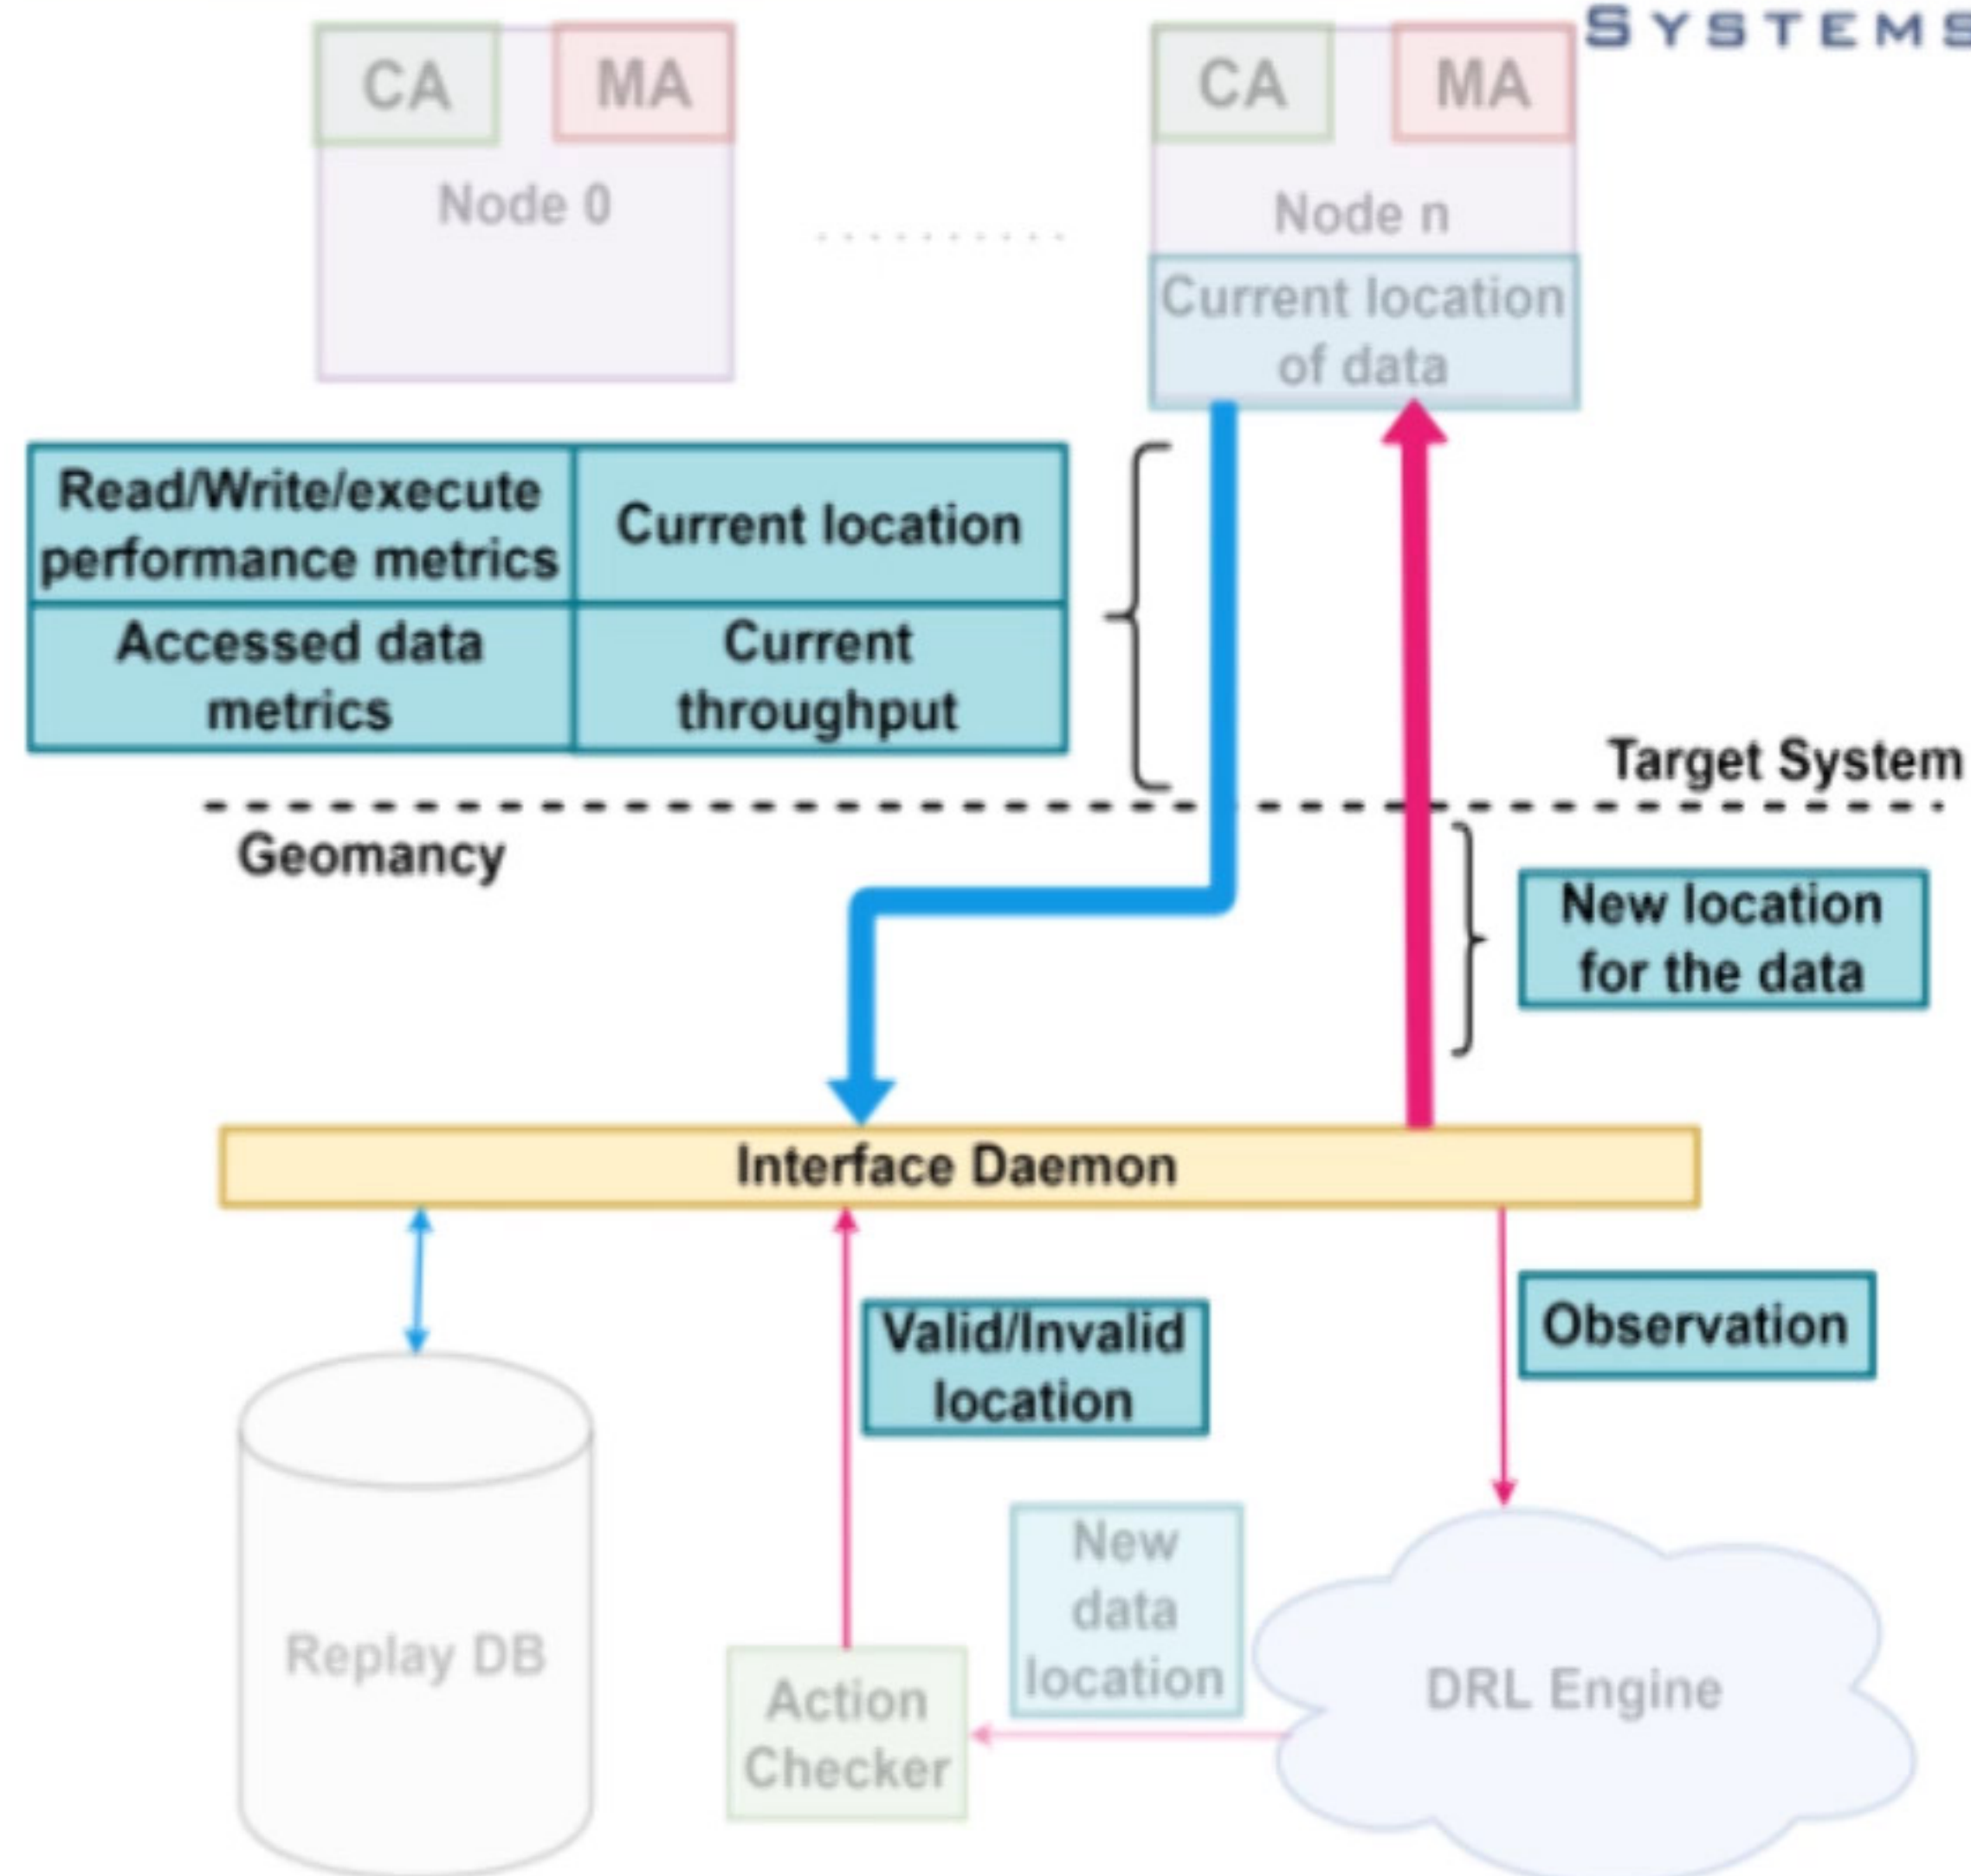 SYSTEMS
CA
MA
CA
MA
Node 0
Node n
Current location
of data
Read/Write/execute
performance metrics
Current location
Accessed data
metrics
Current
throughput
Target System
Geomancy
New location
for the data
Interface Daemon
Valid/Invalid
location
Observation
New
data
location
Replay DB
Action
Checker
DRL Engine